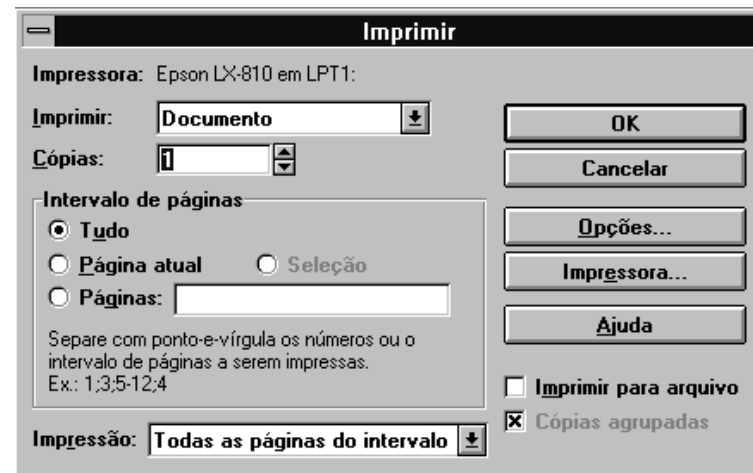 Imprimir
Impressora: Epson LX-810 em LPT1:
Imprimir: Documento
OK
Cópias: 1
Cancelar
Intervalo de páginas
Tudo
Opções...
Página atual Seleção
Impressora...
Páginas:
Ajuda
Separe com ponto-e-vírgula os números ou o
intervalo de páginas a serem impressas.
Ex.: 1;3;5-12;4
Imprimir para arquivo
Cópias agrupadas
Impressão: Todas as páginas do intervalo